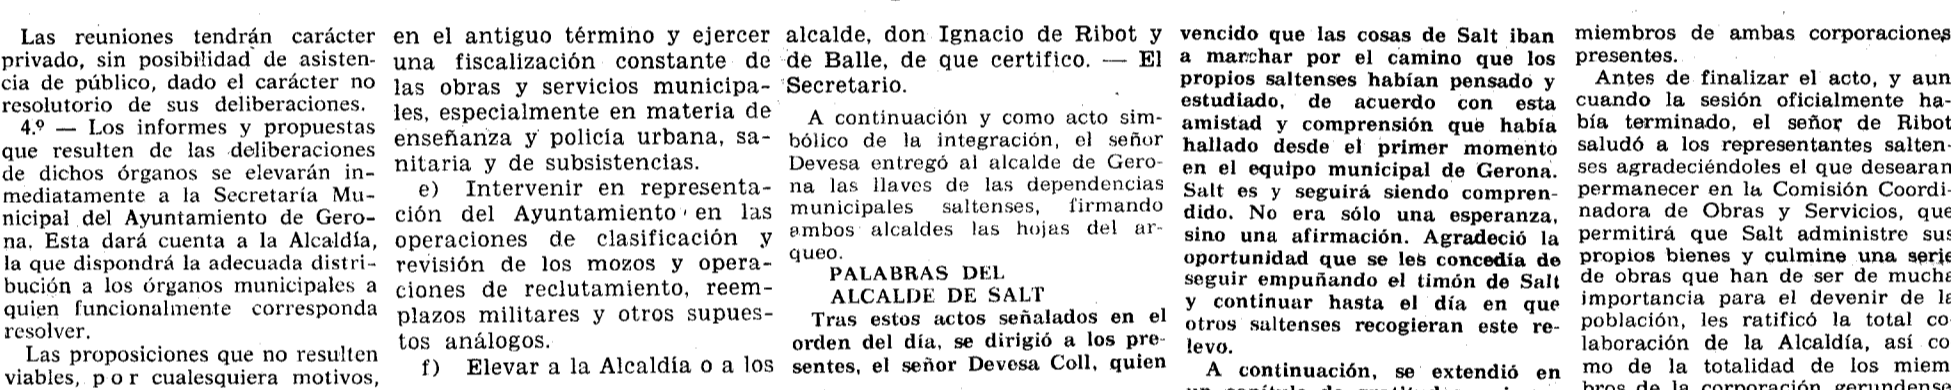 Las reuniones tendrán carácter
privado, sin posibilidad de asisten-
cia de público, dado el carácter no
resolutorio de sus deliberaciones.
4.º — Los informes y propuestas
que resulten de las deliberaciones
de dichos órganos se elevarán in-
mediatamente a la Secretaría Mu-
nicipal del Ayuntamiento de Gero-
na. Esta dará cuenta a la Alcaldía,
la que dispondrá la adecuada distri-
bución a los órganos municipales a
quien funcionalmente corresponda
resolver.
Las proposiciones que no resulten
viables, por cualesquiera motivos,
en el antiguo término y ejercer
una fiscalización constante de
las obras y servicios municipa-
les, especialmente en materia de
enseñanza y policía urbana, sa-
nitaria y de subsistencias.
e) Intervenir en representa-
ción del Ayuntamiento en las
operaciones de clasificación y
revisión de los mozos y opera-
ciones de reclutamiento, reem-
plazos militares y otros supues-
tos análogos.
f) Elevar a la Alcaldía o a los
alcalde, don Ignacio de Ribot y
de Balle, de que certifico. — El
Secretario.
A continuación y como acto sim-
bólico de la integración, el señor
Devesa entregó al alcalde de Gero-
na las llaves de las dependencias
municipales saltenses, firmando
ambos alcaldes las hojas del ar-
queo.
PALABRAS DEL
ALCALDE DE SALT
Tras estos actos señalados en el
orden del día, se dirigió a los pre-
sentes, el señor Devesa Coll, quien
vencido que las cosas de Salt iban
a marchar por el camino que los
propios saltenses habían pensado y
estudiado, de acuerdo con esta
amistad y comprensión que había
hallado desde el primer momento
en el equipo municipal de Gerona.
Salt es y seguirá siendo compren-
dido. No era sólo una esperanza,
sino una afirmación. Agradeció la
oportunidad que se les concedía de
seguir empuñando el timón de Salt
y continuar hasta el día en que
otros saltenses recogieran este re-
levo.
A continuación, se extendió en
miembros de ambas corporaciones
presentes.
Antes de finalizar el acto, y aun
cuando la sesión oficialmente ha-
bía terminado, el señor de Ribot
saludó a los representantes salten-
ses agradeciéndoles el que desearan
permanecer en la Comisión Coordi-
nadora de Obras y Servicios, que
permitirá que Salt administre sus
propios bienes y culmine una serie
de obras que han de ser de mucha
importancia para el devenir de la
población, les ratificó la total co-
laboración de la Alcaldía, así co
mo de la totalidad de los miem
bros de la corporación gerundense